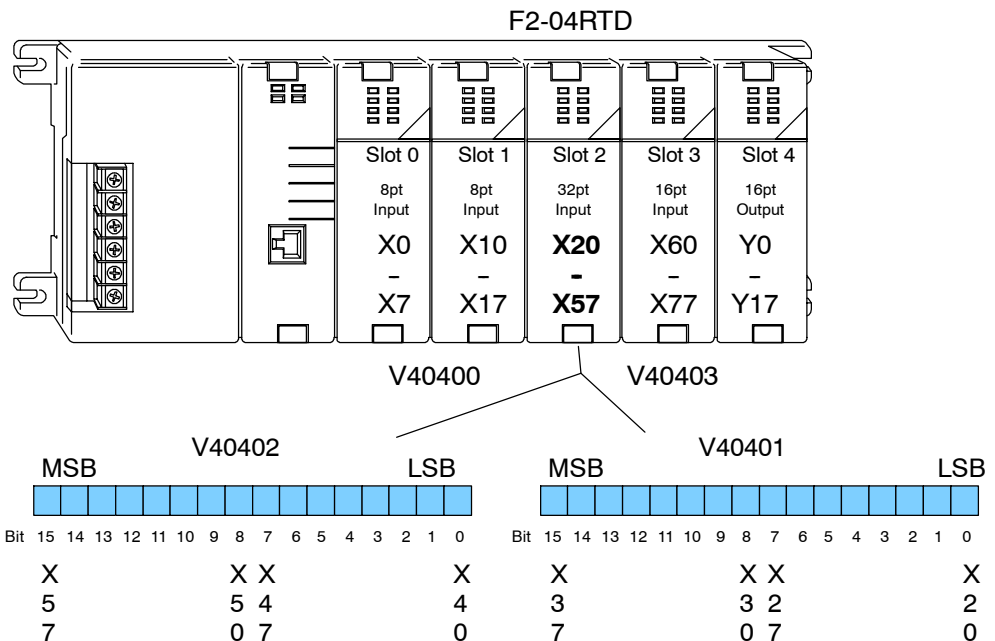 F2-04RTD
Slot 0 Slot 1 Slot 2 Slot 3 Slot 4
8pt 8pt 32pt 16pt 16pt
Input Input Input Input Output
X0 X10 X20 X60 Y0
- - - - -
X7 X17 X57 X77 Y17
V40400 V40403
V40402 V40401
MSB LSB MSB LSB
Bit 15 14 13 12 11 10 9 8 7 6 5 4 3 2 1 0 Bit 15 14 13 12 11 10 9 8 7 6 5 4 3 2 1 0
X X X X X X X X
5 5 4 4 3 3 2 2
7 0 7 0 7 0 7 0